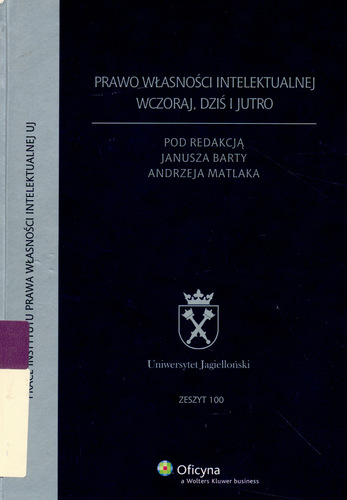 PRAWO WŁASNOŚCI INTELEKTUALNEJ
WCZORAJ, DZIŚ I JUTRO
POD REDAKCJĄ
JANUSZA BARTY
ANDRZEJA MATLAKA
Uniwersytet Jagielloński
ZESZYT 100
Oficyna
a Wolters Kluwer business
INSTYTUTU PRAWA WŁASNOŚCI INTELEKTUALNEJ UJ